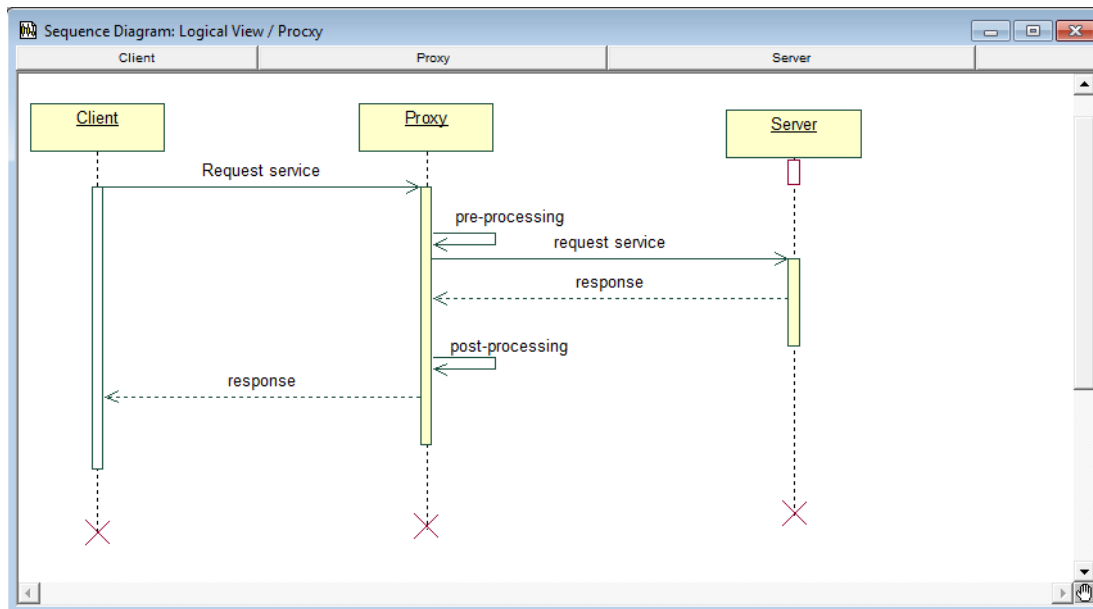 Sequence Diagram: Logical View / Procxy
Client Proxy Server
Client Proxy Server
Request service
pre-processing
request service
response
post-processing
response